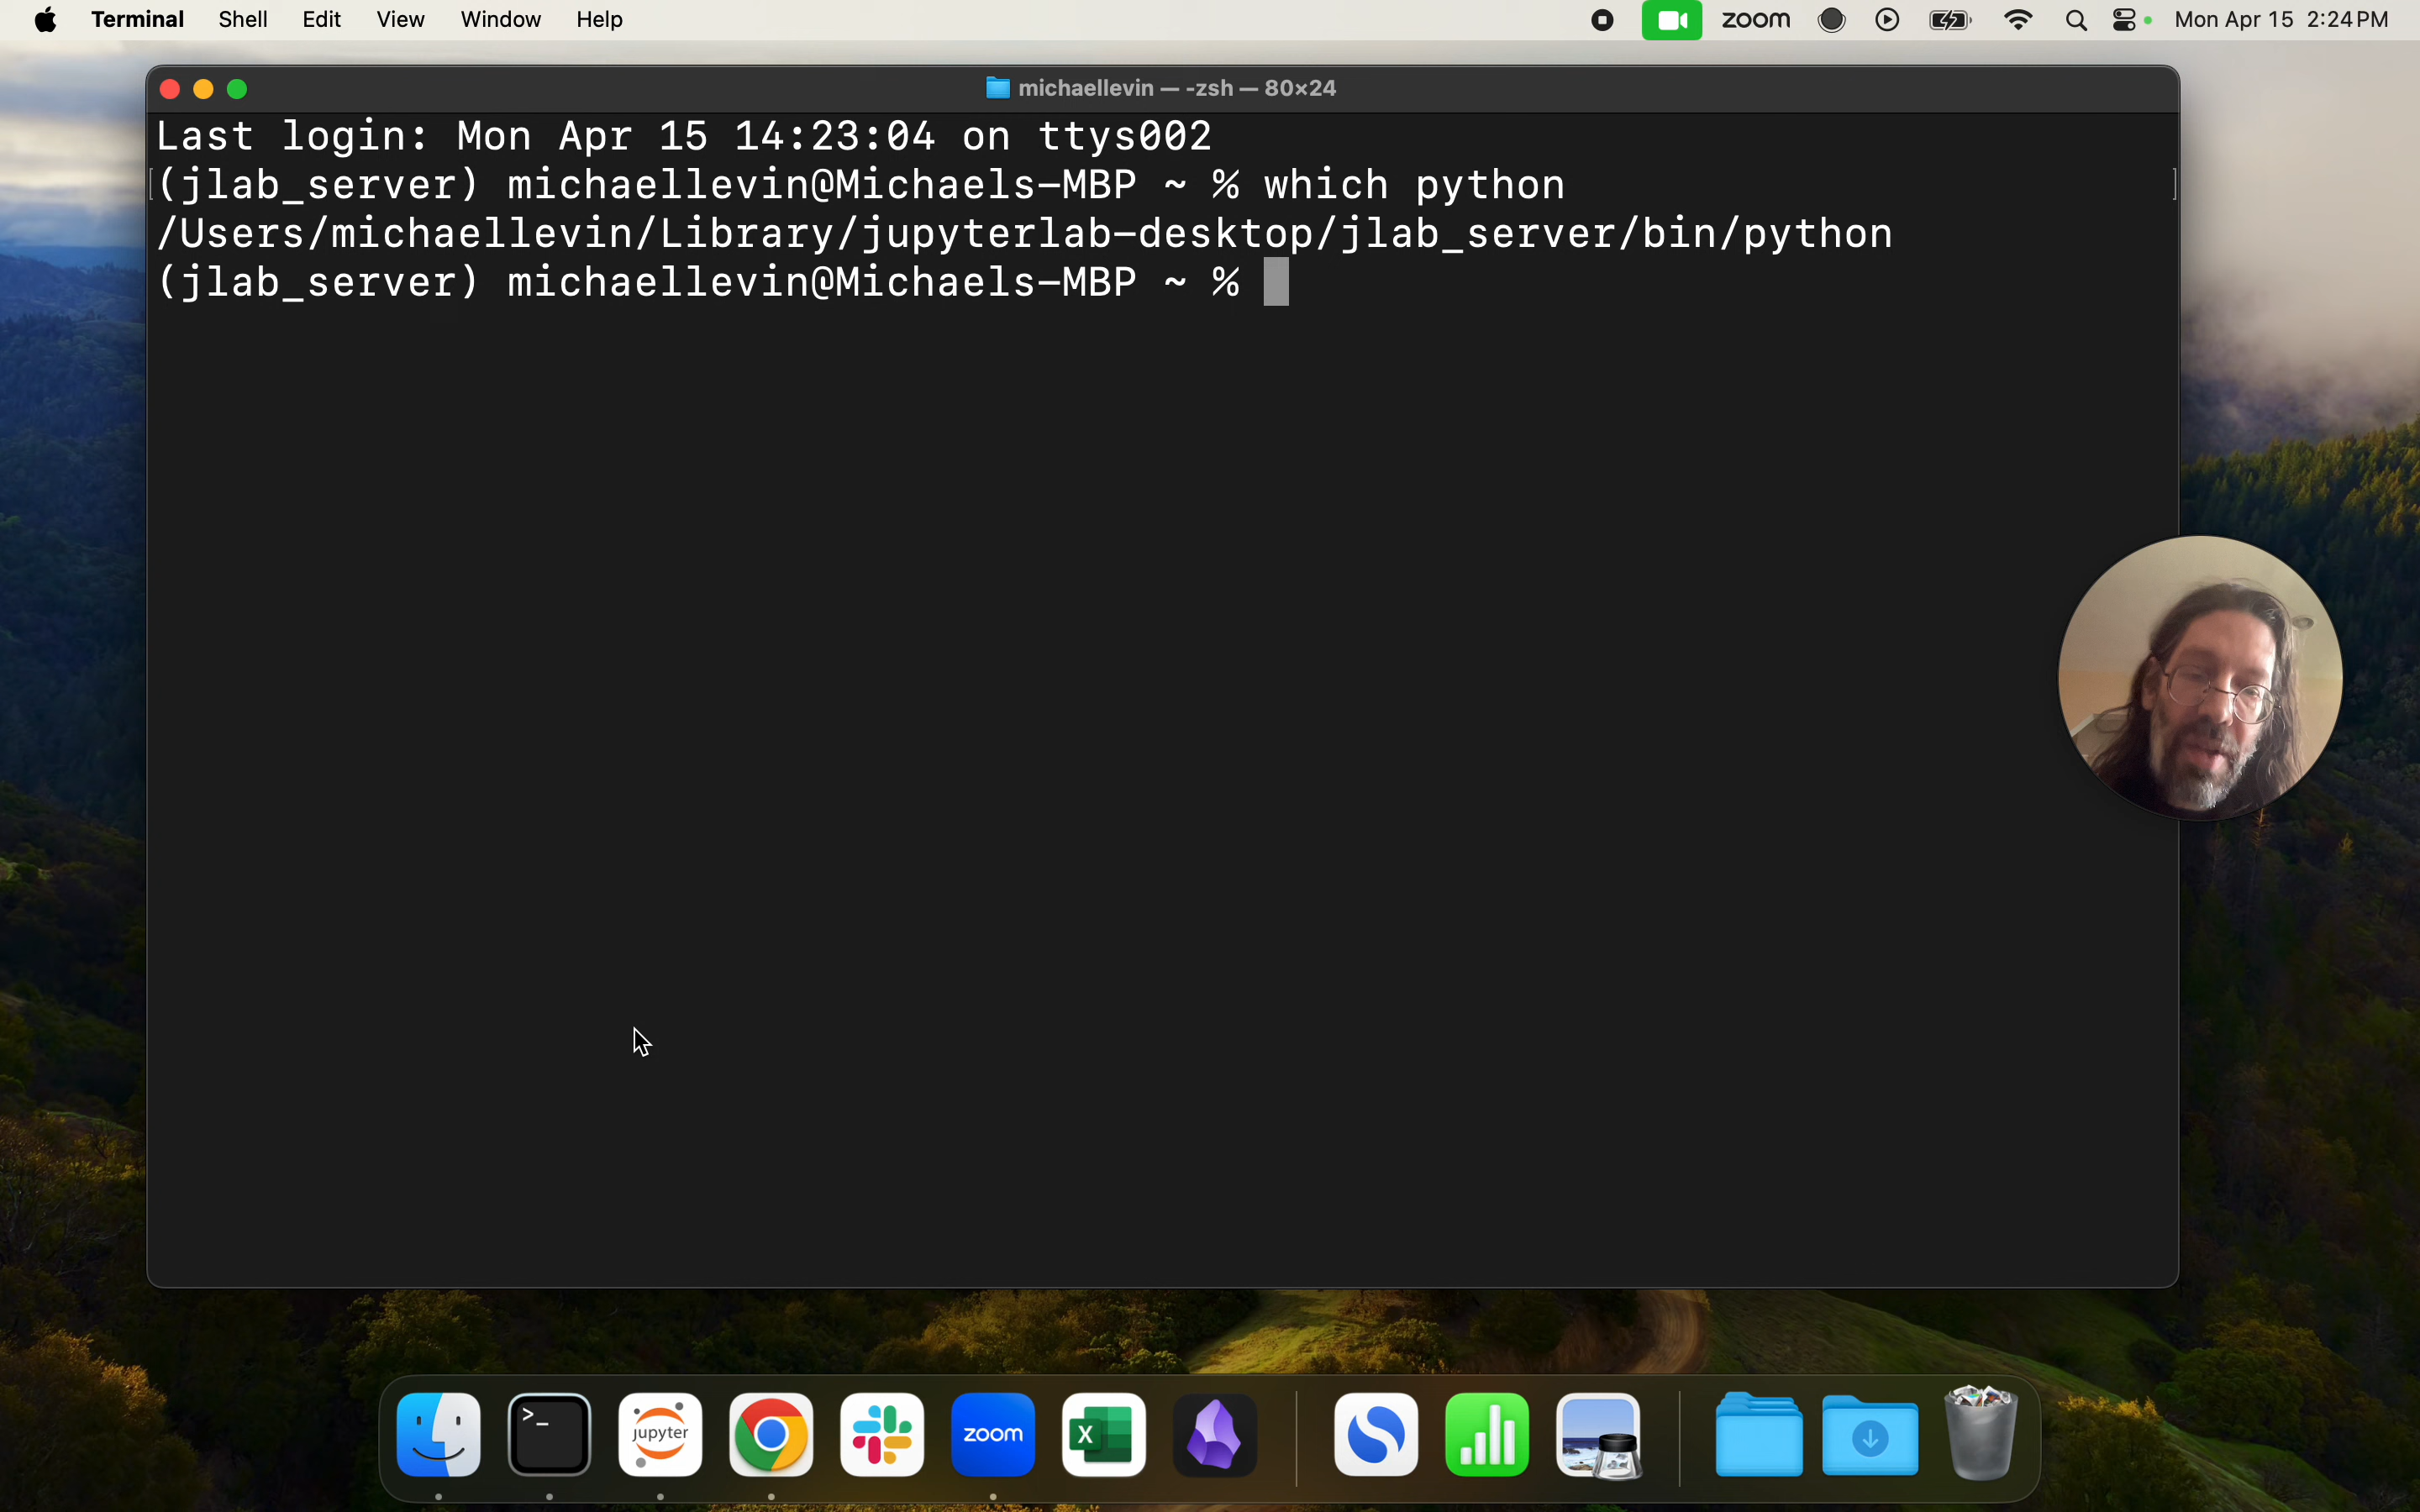 Terminal Shell Edit View Window Help zoom Mon Apr 15 2:24 PM
michaellevin — -zsh — 80×24
Last login: Mon Apr 15 14:23:04 on ttys002
[(jlab_server) michaellevin@Michaels-MBP ~ % which python ]
/Users/michaellevin/Library/jupyterlab-desktop/jlab_server/bin/python
(jlab_server) michaellevin@Michaels-MBP ~ %
>_ jupyter zoom X